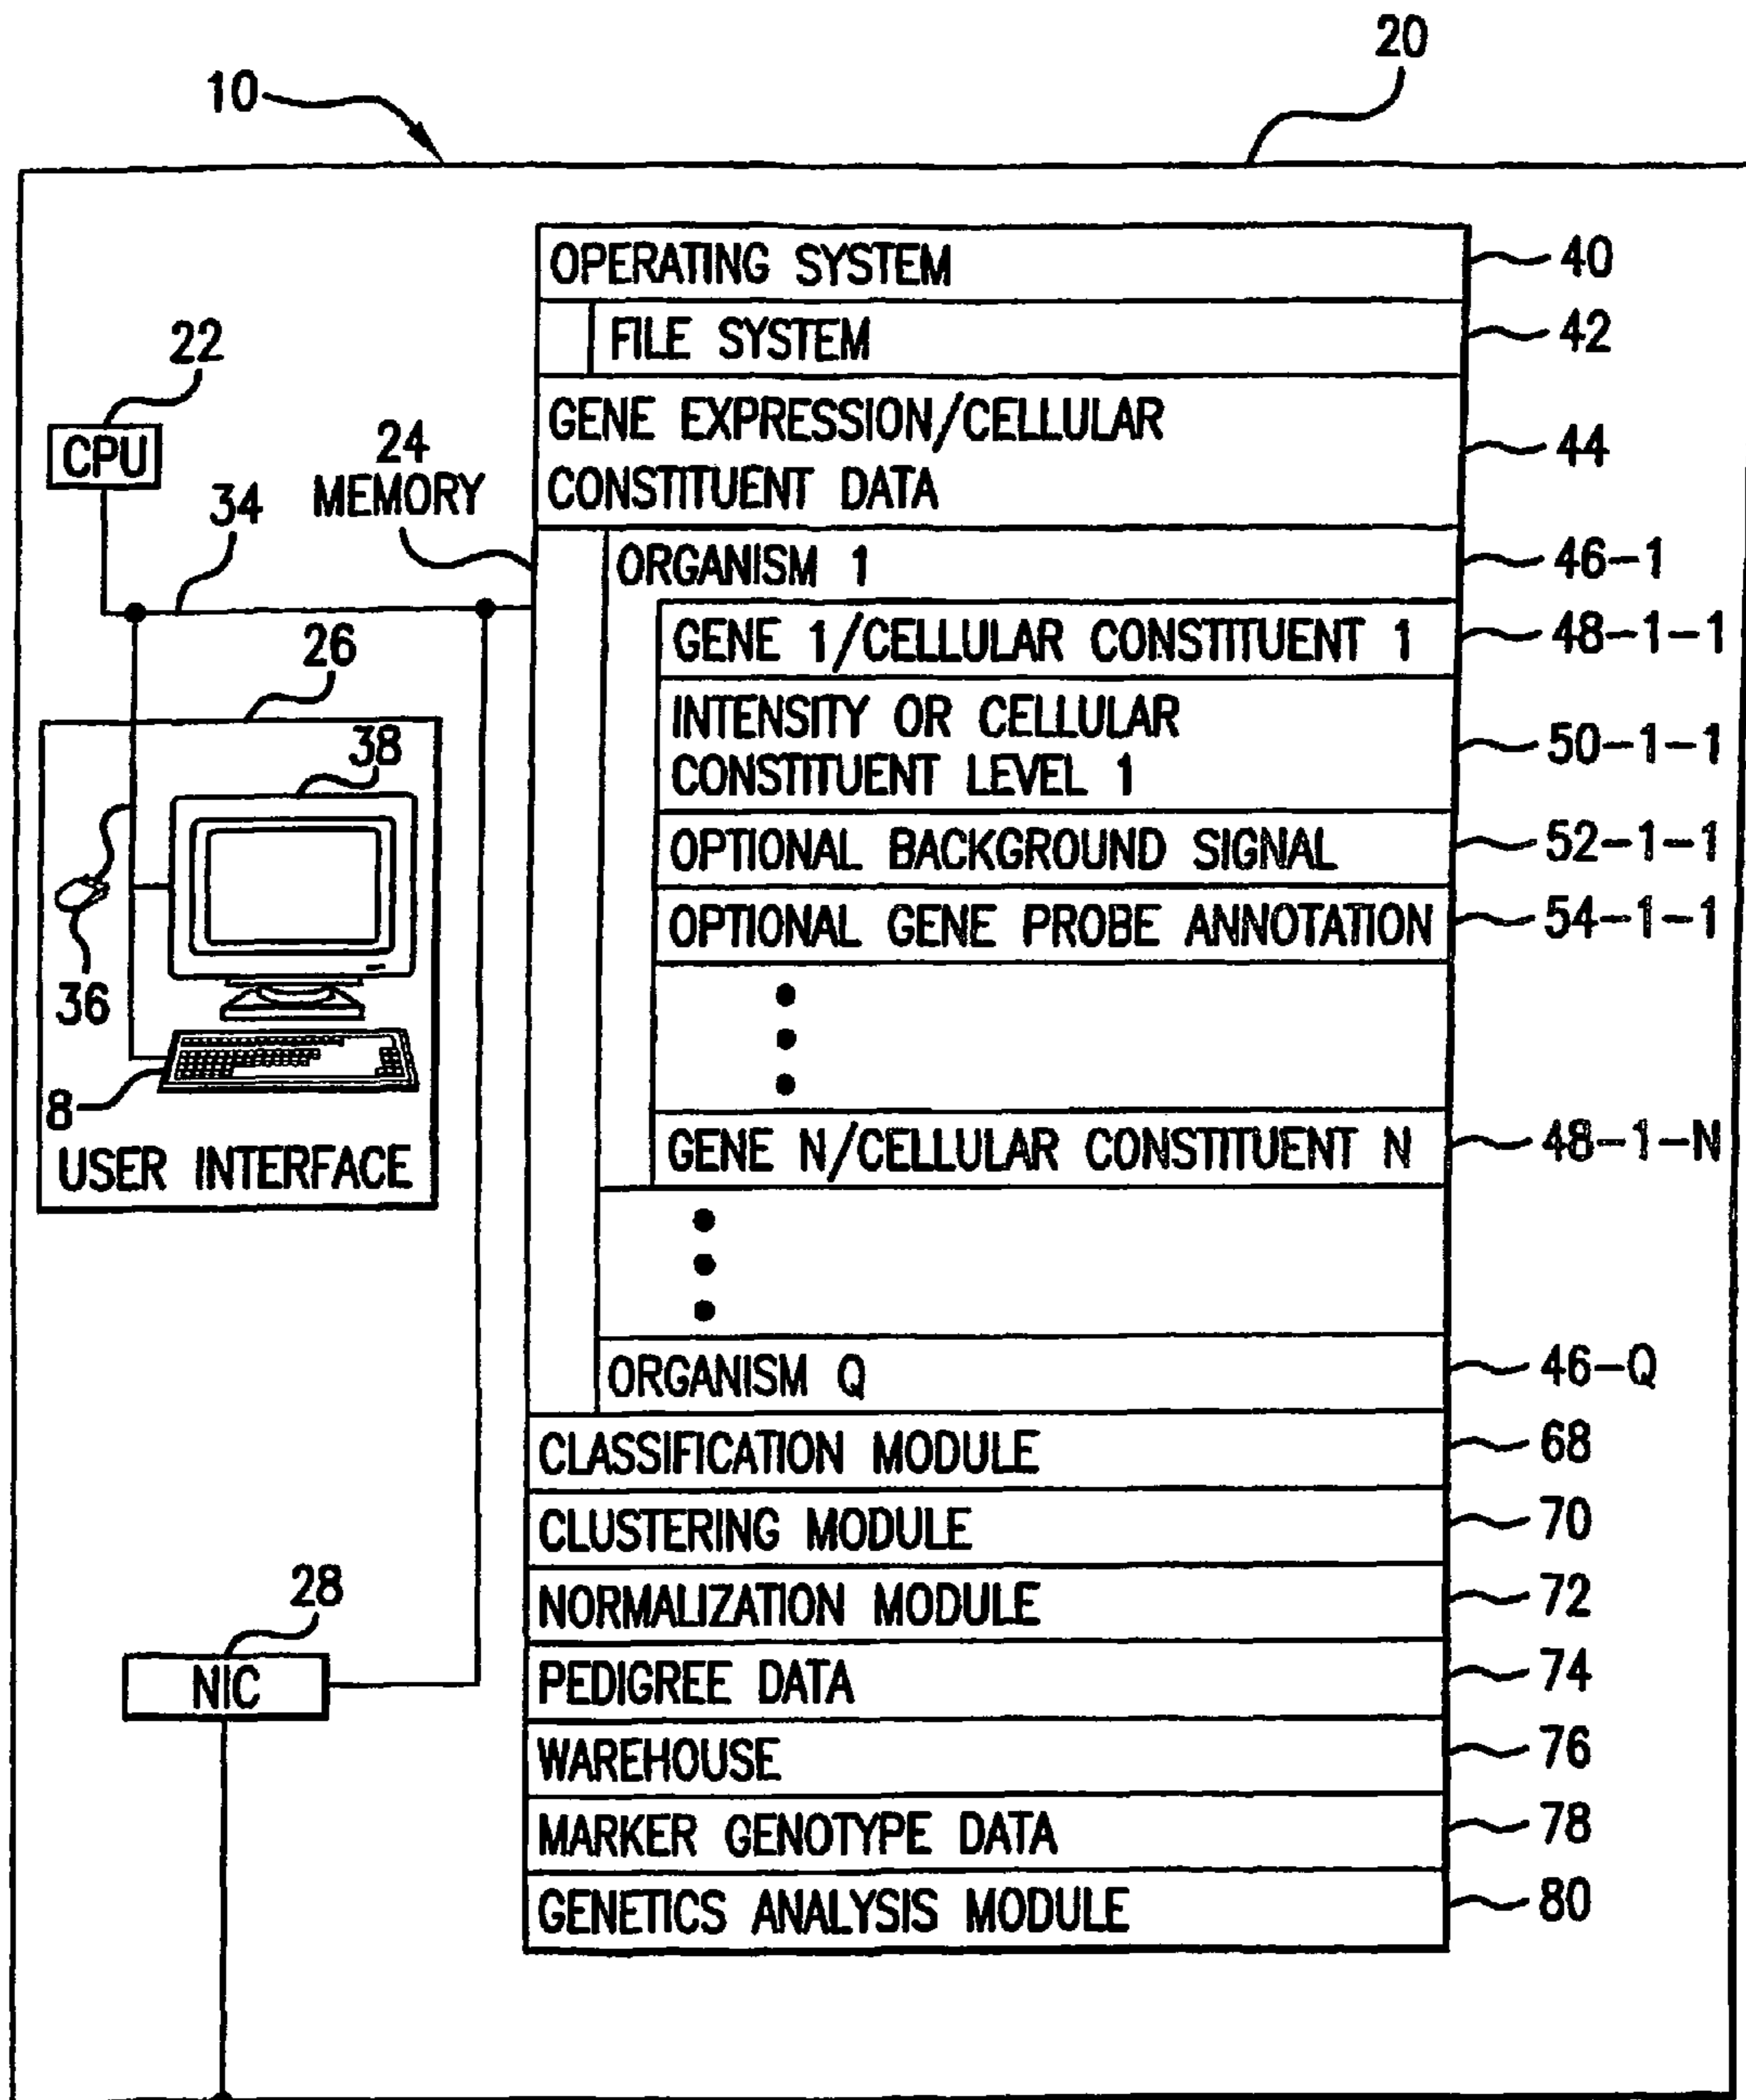 20
10
OPERATING SYSTEM
40
FILE SYSTEM
42
22
CPU
GENE EXPRESSION/CELLULAR
CONSTITUENT DATA
44
24
MEMORY
34
ORGANISM 1
46-1
GENE 1/CELLULAR CONSTITUENT 1
48-1-1
26
INTENSITY OR CELLULAR
CONSTITUENT LEVEL 1
50-1-1
38
OPTIONAL BACKGROUND SIGNAL
52-1-1
OPTIONAL GENE PROBE ANNOTATION
54-1-1
36
8
USER INTERFACE
GENE N/CELLULAR CONSTITUENT N
48-1-N
ORGANISM Q
46-Q
CLASSIFICATION MODULE
68
CLUSTERING MODULE
70
28
NIC
NORMALIZATION MODULE
72
PEDIGREE DATA
74
WAREHOUSE
76
MARKER GENOTYPE DATA
78
GENETICS ANALYSIS MODULE
80